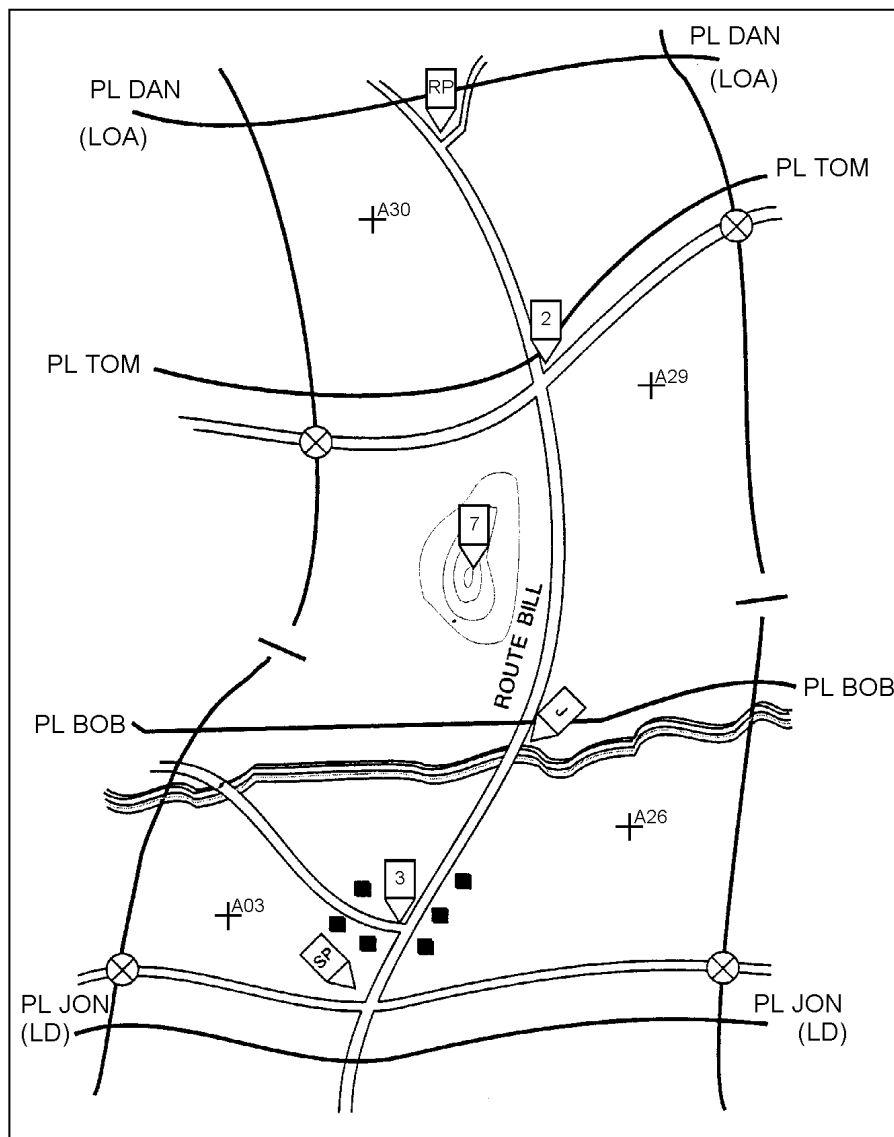 PL DAN
(LOA)
PL DAN
(LOA)
RP
PL TOM
A30
2
PL TOM
A29
7
ROUTE BILL
PL BOB
PL BOB
A26
3
A03
SP
PL JON
(LD)
PL JON
(LD)